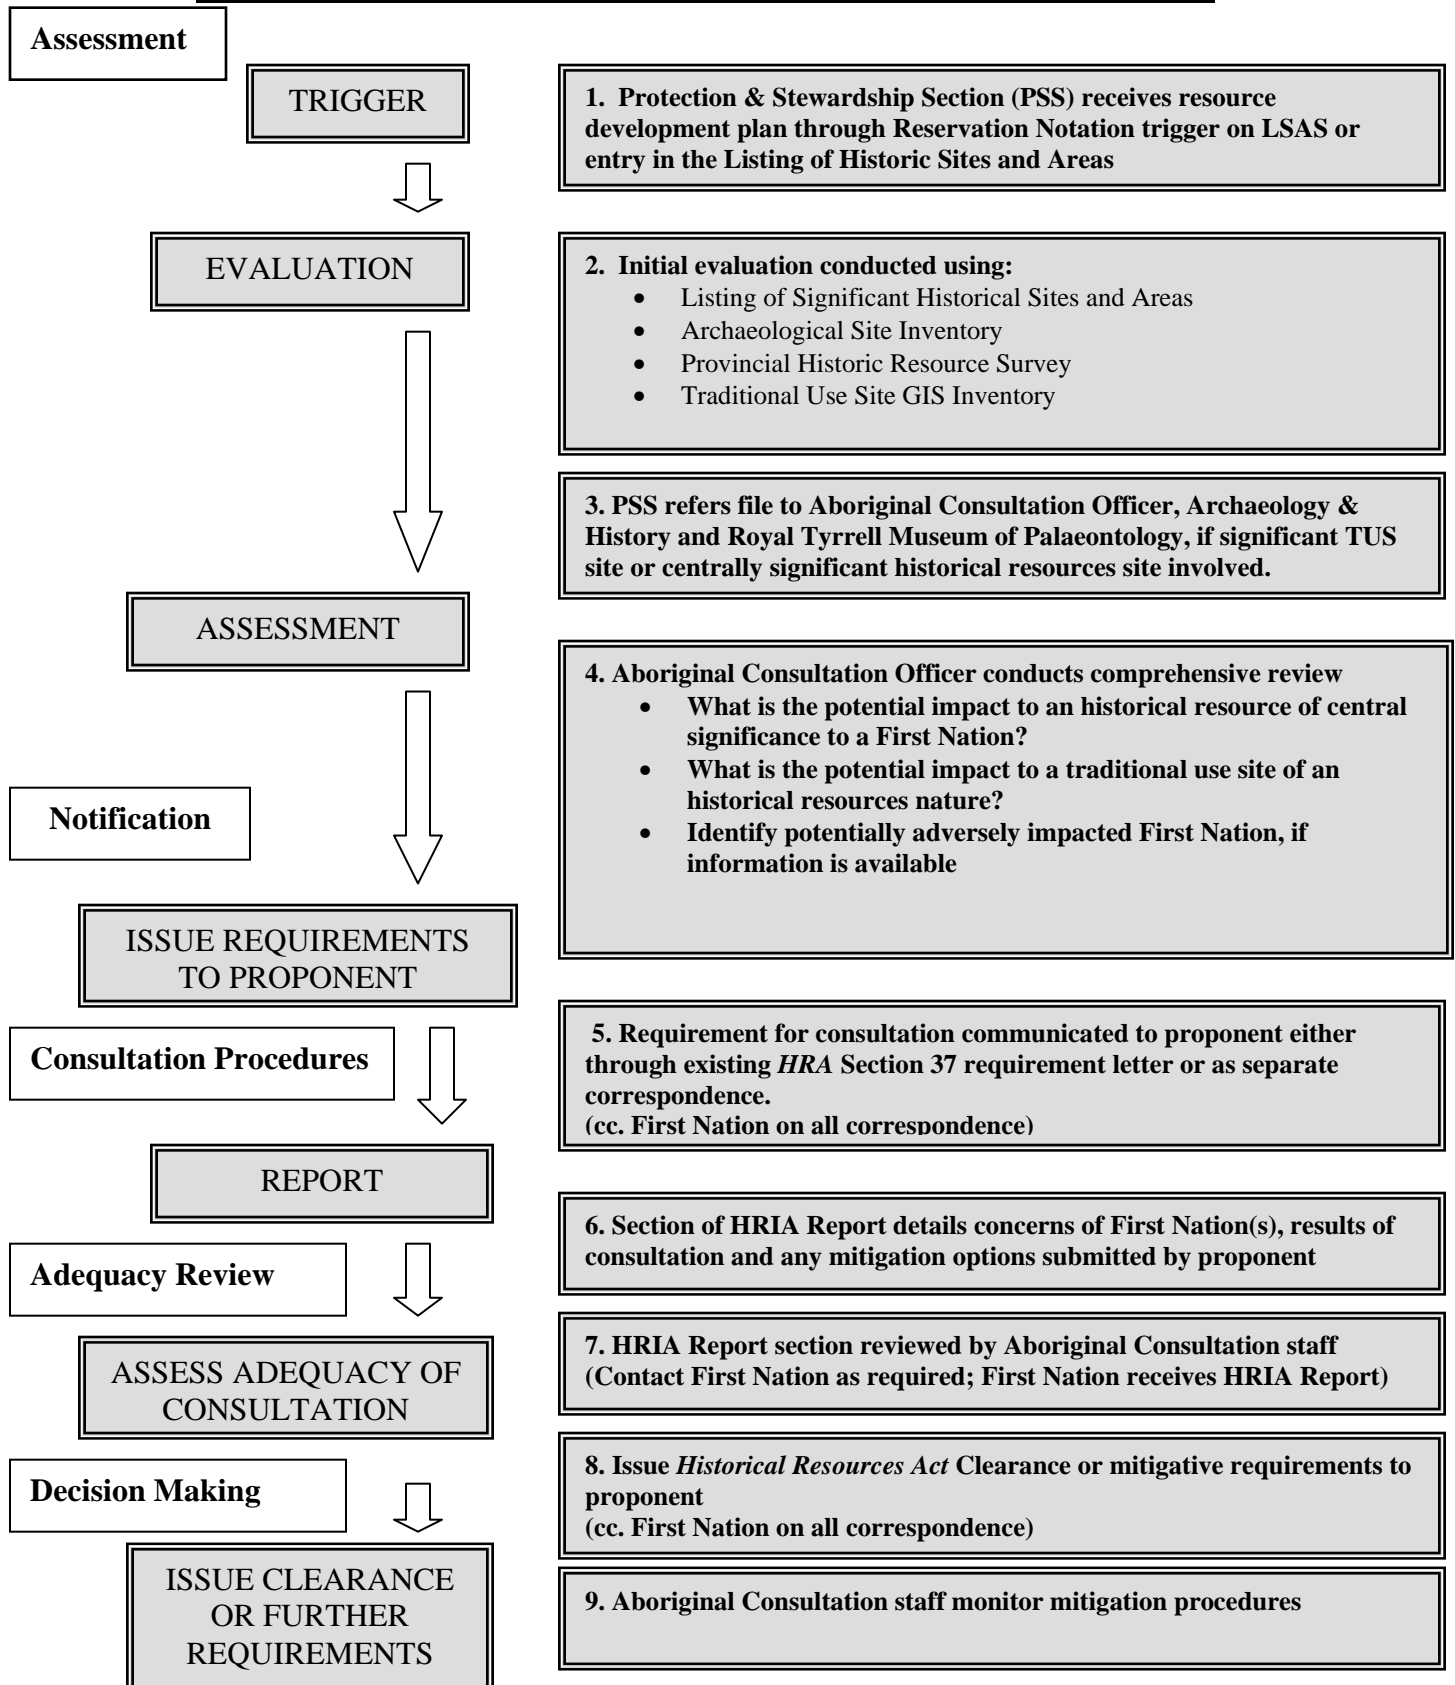 Assessment
TRIGGER
1. Protection & Stewardship Section (PSS) receives resource
development plan through Reservation Notation trigger on LSAS or
entry in the Listing of Historic Sites and Areas
EVALUATION
2. Initial evaluation conducted using:
• Listing of Significant Historical Sites and Areas
• Archaeological Site Inventory
• Provincial Historic Resource Survey
• Traditional Use Site GIS Inventory
3. PSS refers file to Aboriginal Consultation Officer, Archaeology &
History and Royal Tyrrell Museum of Palaeontology, if significant TUS
site or centrally significant historical resources site involved.
ASSESSMENT
4. Aboriginal Consultation Officer conducts comprehensive review
• What is the potential impact to an historical resource of central
significance to a First Nation?
• What is the potential impact to a traditional use site of an
historical resources nature?
• Identify potentially adversely impacted First Nation, if
information is available
Notification
ISSUE REQUIREMENTS
TO PROPONENT
Consultation Procedures
5. Requirement for consultation communicated to proponent either
through existing HRA Section 37 requirement letter or as separate
correspondence.
(cc. First Nation on all correspondence)
REPORT
6. Section of HRIA Report details concerns of First Nation(s), results of
consultation and any mitigation options submitted by proponent
Adequacy Review
ASSESS ADEQUACY OF
CONSULTATION
7. HRIA Report section reviewed by Aboriginal Consultation staff
(Contact First Nation as required; First Nation receives HRIA Report)
Decision Making
8. Issue Historical Resources Act Clearance or mitigative requirements to
proponent
(cc. First Nation on all correspondence)
ISSUE CLEARANCE
OR FURTHER
REQUIREMENTS
9. Aboriginal Consultation staff monitor mitigation procedures